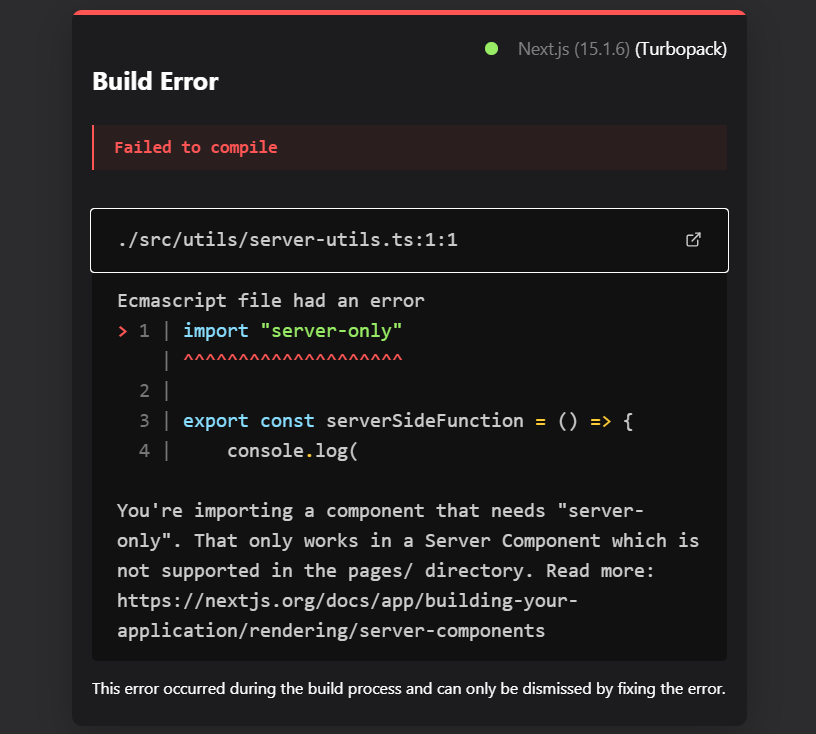 Next.js (15.1.6) (Turbopack)
Build Error
Failed to compile
./src/utils/server-utils.ts:1:1
Ecmascript file had an error
> 1 | import "server-only"
| ^^^^^^^^^^^^^^^^^^^^
2 |
3 | export const serverSideFunction = () => {
4 |     console.log(
You're importing a component that needs "server-
only". That only works in a Server Component which is
not supported in the pages/ directory. Read more:
https://nextjs.org/docs/app/building-your-
application/rendering/server-components
This error occurred during the build process and can only be dismissed by fixing the error.